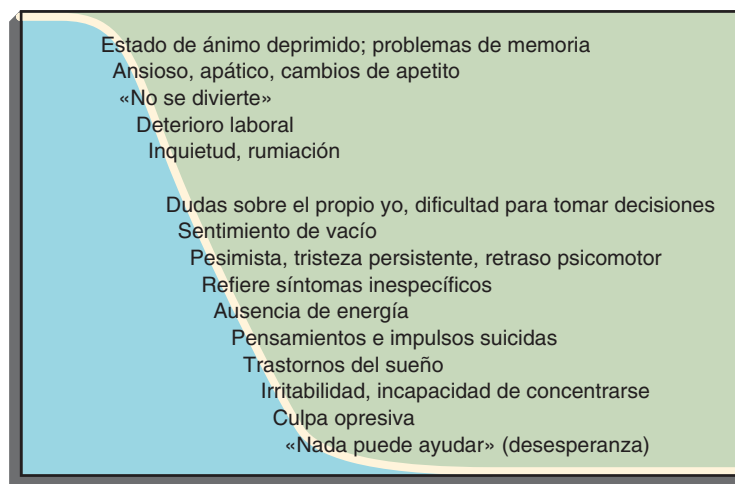 Estado de ánimo deprimido; problemas de memoria
Ansioso, apático, cambios de apetito
«No se divierte»
Deterioro laboral
Inquietud, rumiación
Dudas sobre el propio yo, dificultad para tomar decisiones
Sentimiento de vacío
Pesimista, tristeza persistente, retraso psicomotor
Refiere síntomas inespecíficos
Ausencia de energía
Pensamientos e impulsos suicidas
Trastornos del sueño
Irritabilidad, incapacidad de concentrarse
Culpa opresiva
«Nada puede ayudar» (desesperanza)